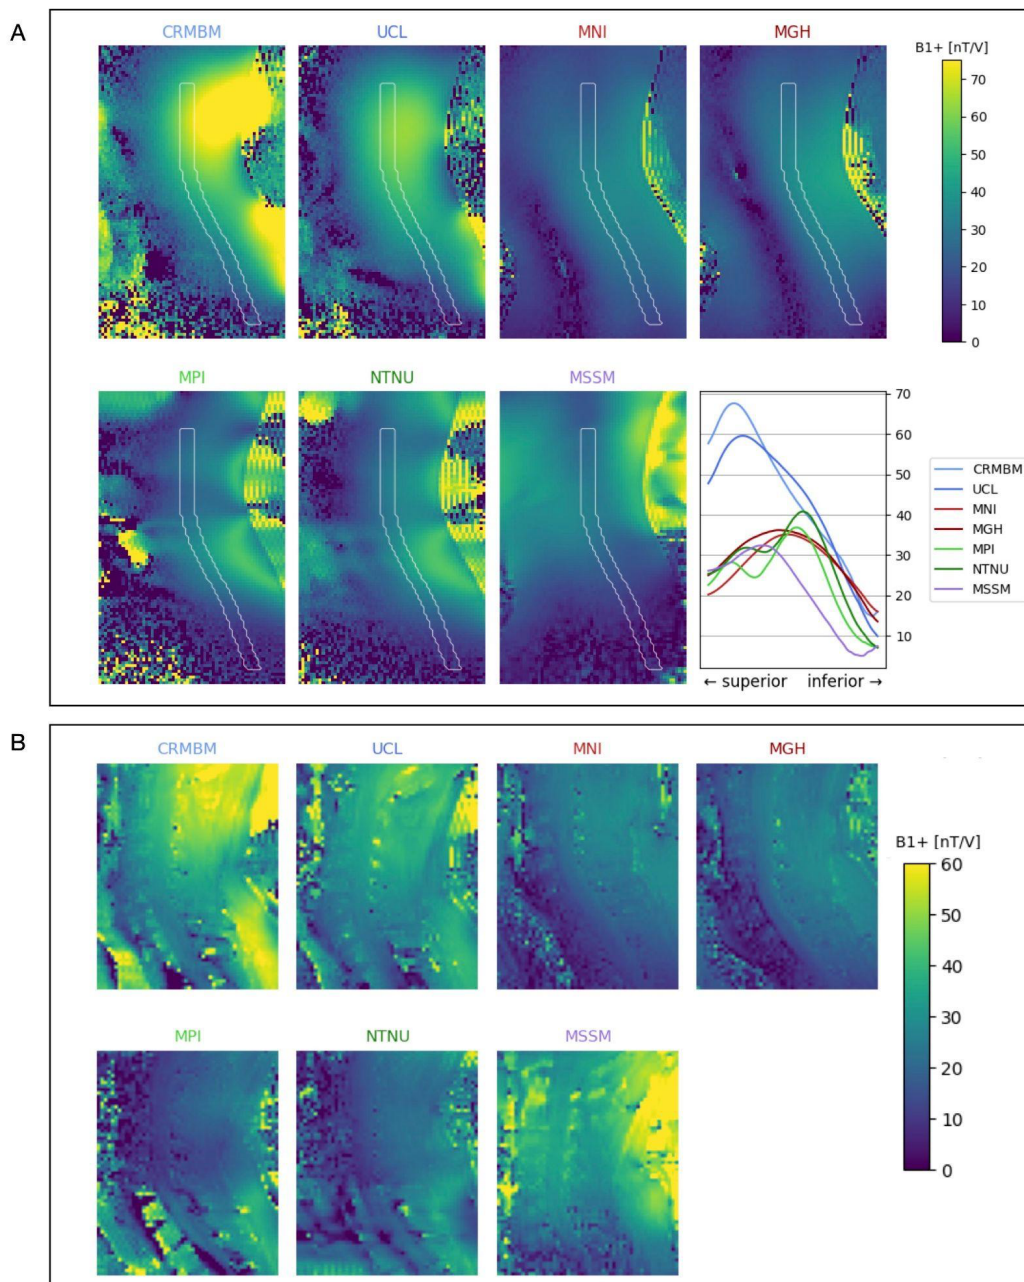 A
CRMBM
UCL
MNI
MGH
B1+ [nT/V]
70
60
50
40
30
20
10
0
MPI
NTNU
MSSM
70
60
50
40
30
20
10
← superior inferior →
CRMBM
UCL
MNI
MGH
MPI
NTNU
MSSM
B
CRMBM
UCL
MNI
MGH
B1+ [nT/V]
60
50
40
30
20
10
0
MPI
NTNU
MSSM